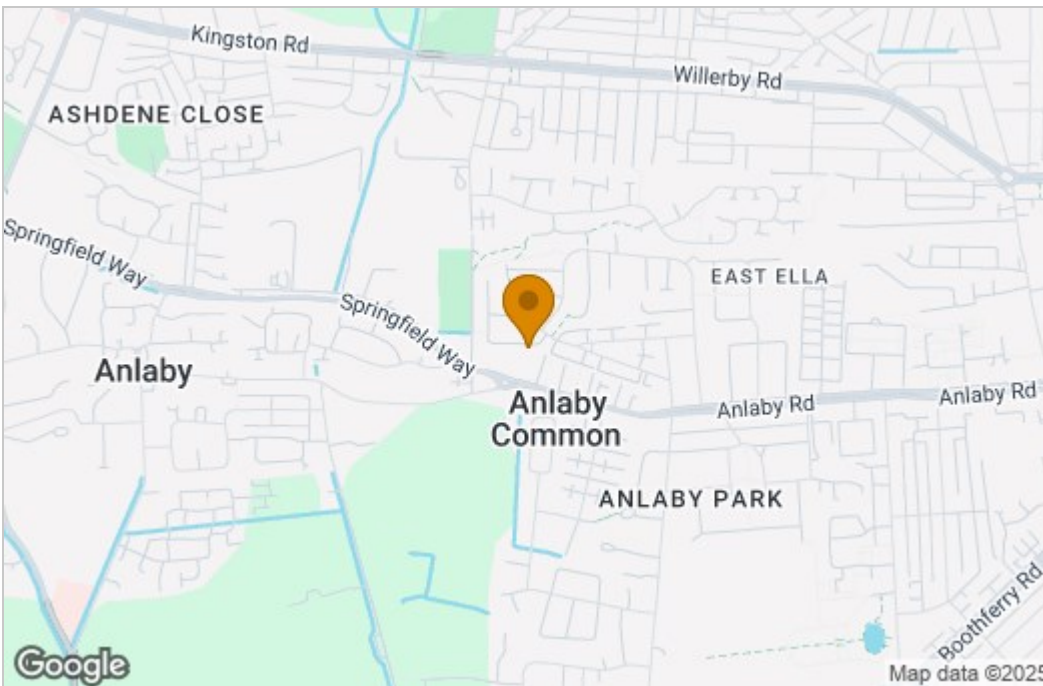 Kingston Rd
Willerby Rd
ASHDENE CLOSE
Springfield Way
EAST ELLA
Springfield Way
Anlaby
Anlaby
Common
Anlaby Rd
Anlaby Rd
ANLABY PARK
Boothferry Rd
Google
Map data ©2025